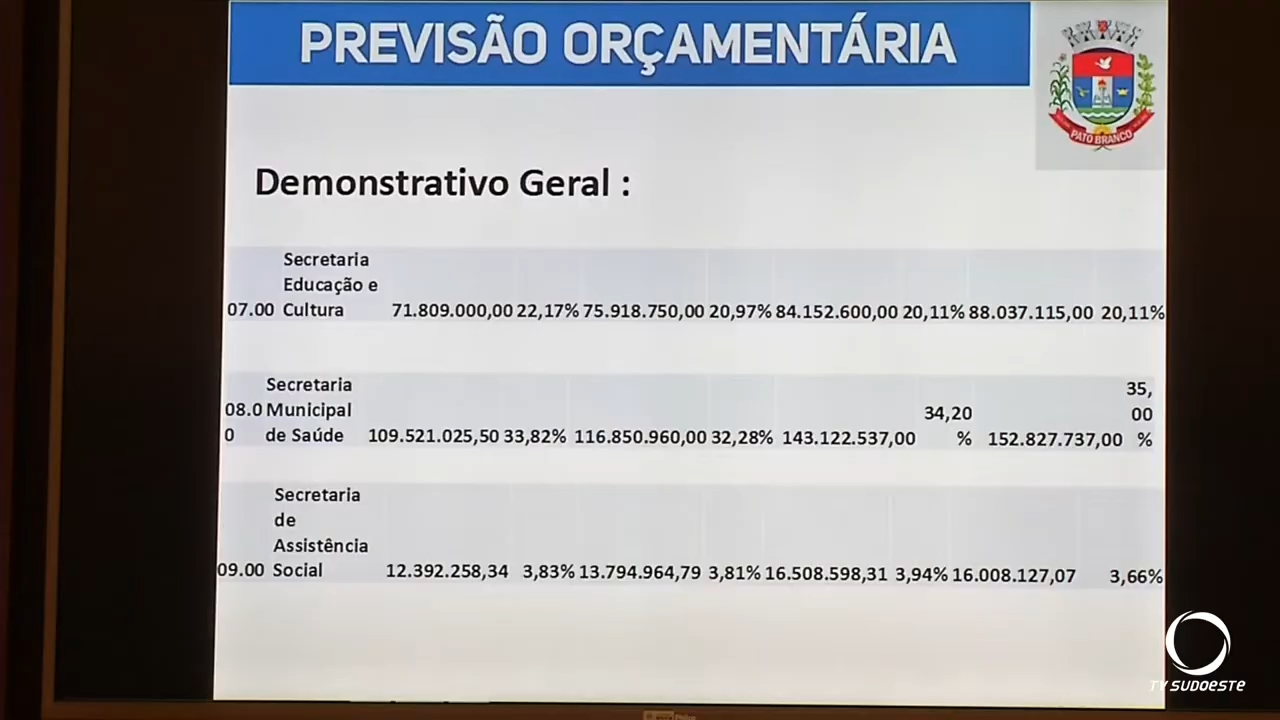 PREVISÃO ORÇAMENTÁRIA
PATO BRANCO
Demonstrativo Geral :
Secretaria
Educação e
07.00 Cultura 71.809.000,00 22,17% 75.918.750,00 20,97% 84.152.600,00 20,11% 88.037.115,00 20,11%
Secretaria 35,
08.0 Municipal 34,20 00
0 de Saúde 109.521.025,50 33,82% 116.850.960,00 32,28% 143.122.537,00 % 152.827.737,00 %
Secretaria
de
Assistência
09.00 Social 12.392.258,34 3,83% 13.794.964,79 3,81% 16.508.598,31 3,94% 16.008.127,07 3,66%
TV SUDOESTE